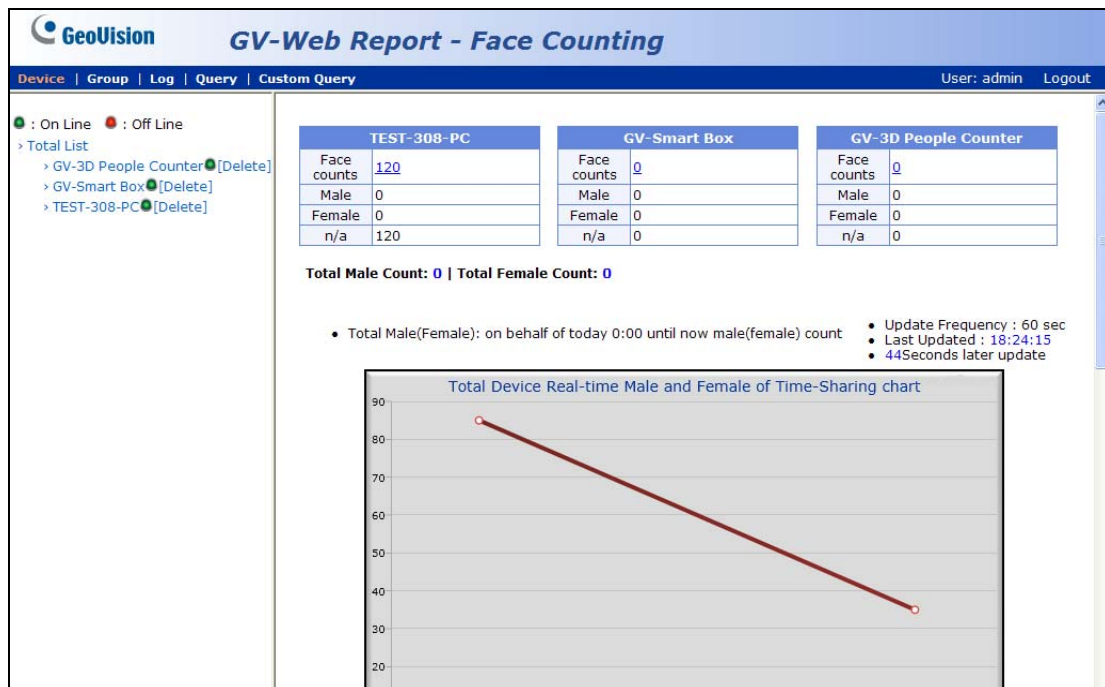 GeoVision
GV-Web Report - Face Counting
Device | Group | Log | Query | Custom Query
User: admin Logout
: On Line : Off Line
› Total List
› GV-3D People Counter [Delete]
› GV-Smart Box [Delete]
› TEST-308-PC [Delete]
TEST-308-PC
Face counts 120
Male 0
Female 0
n/a 120
GV-Smart Box
Face counts 0
Male 0
Female 0
n/a 0
GV-3D People Counter
Face counts 0
Male 0
Female 0
n/a 0
Total Male Count: 0 | Total Female Count: 0
• Total Male(Female): on behalf of today 0:00 until now male(female) count
• Update Frequency : 60 sec
• Last Updated : 18:24:15
• 44Seconds later update
Total Device Real-time Male and Female of Time-Sharing chart
90
80
70
60
50
40
30
20